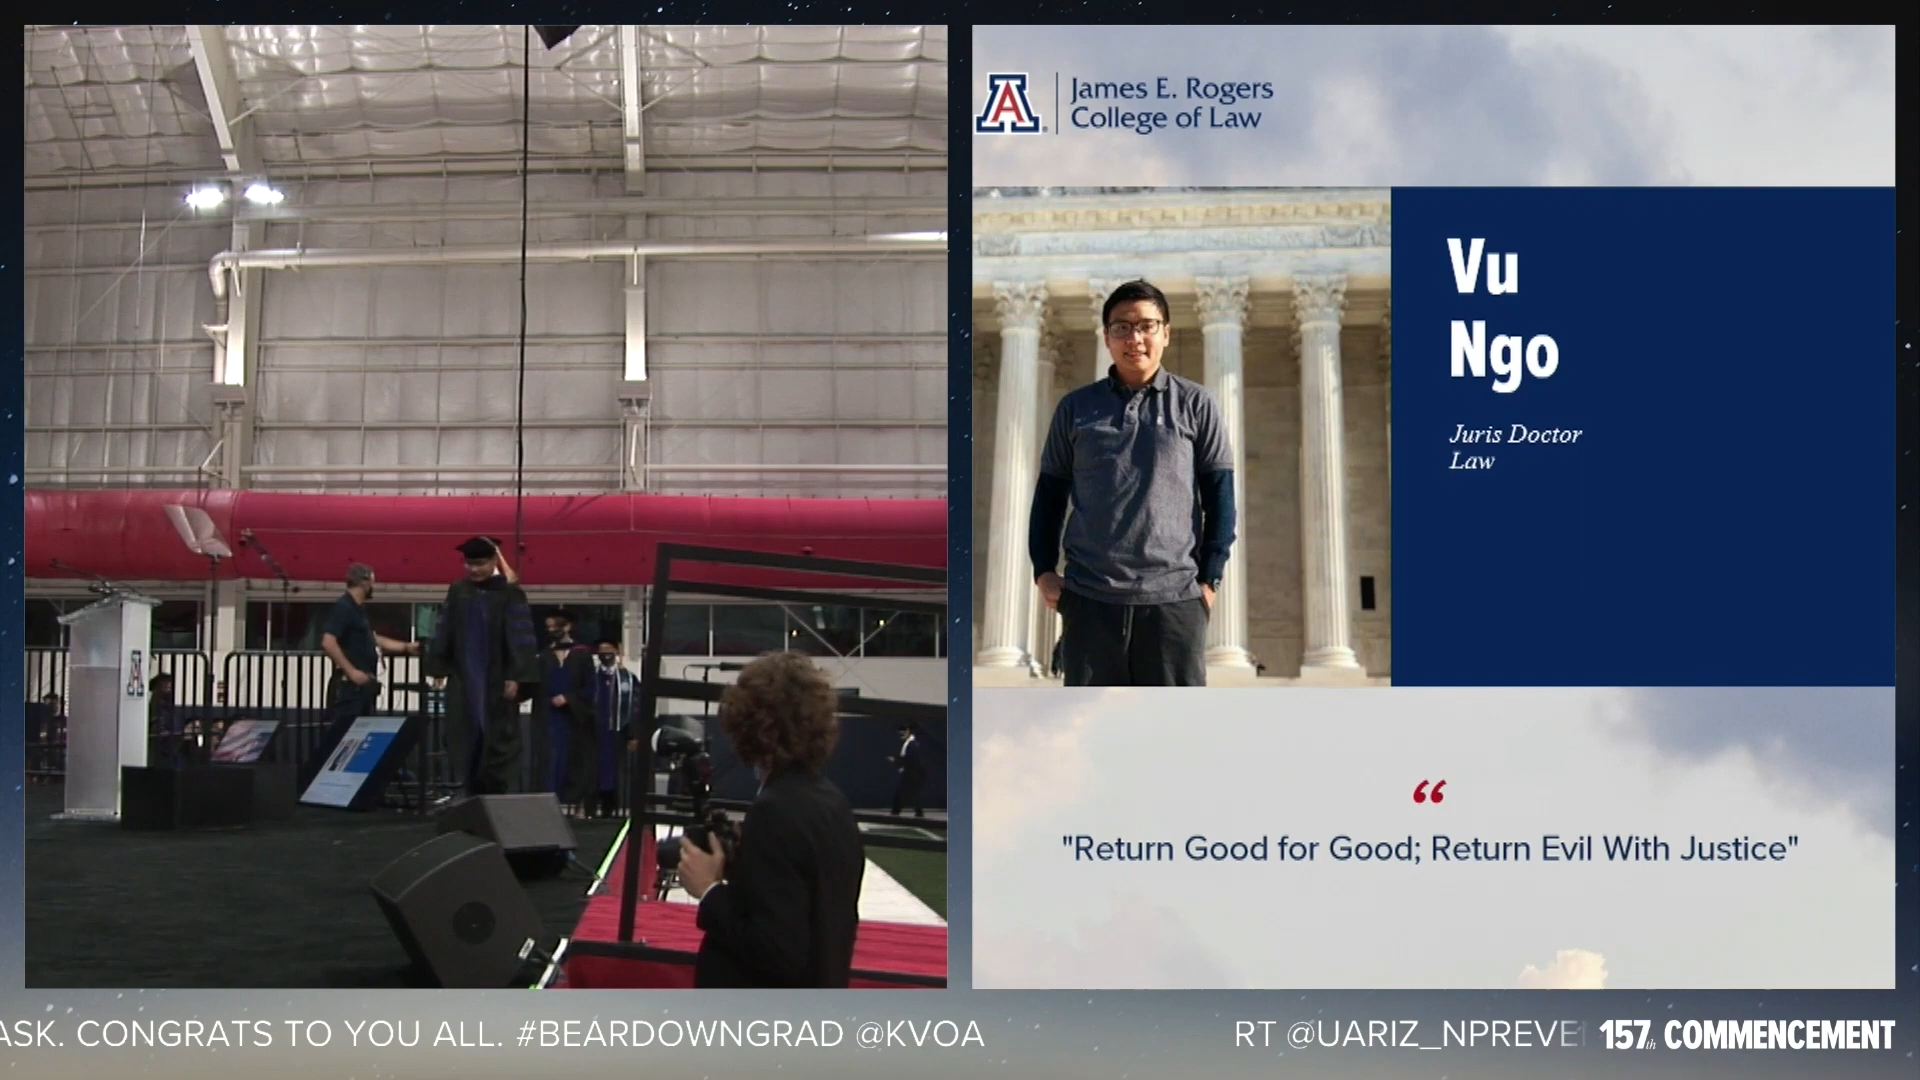 A
James E. Rogers
College of Law
Vu
Ngo
Juris Doctor
Law
“
"Return Good for Good; Return Evil With Justice"
ASK. CONGRATS TO YOU ALL. #BEARDOWNGRAD @KVOA
RT @UARIZ_NPREVE
157th COMMENCEMENT